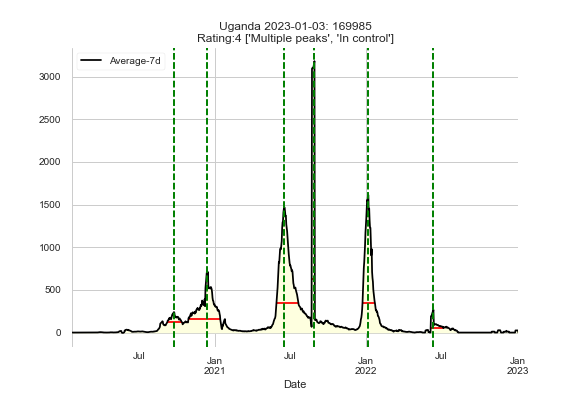 Uganda 2023-01-03: 169985
Rating:4 ['Multiple peaks', 'In control']
Average-7d
3000
2500
2000
1500
1000
500
0
Jul
Jan
2021
Jul
Jan
2022
Jul
Jan
2023
Date